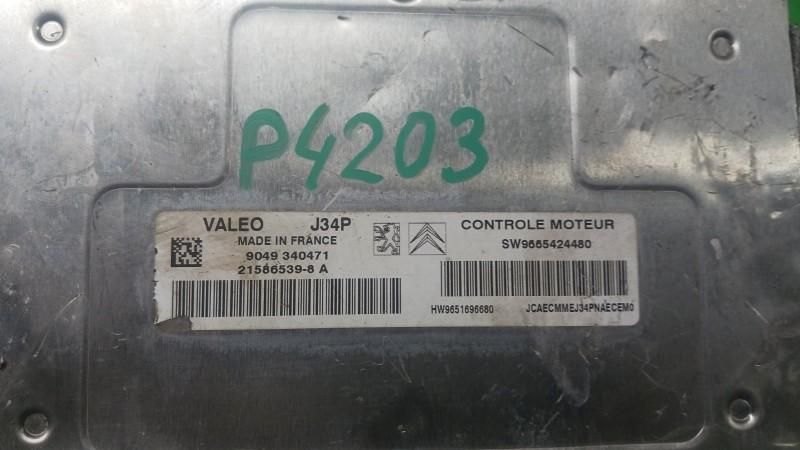 P4203
VALEO J34P
MADE IN FRANCE
9049 340471
21586539-8 A
CONTROLE MOTEUR
SW9665424480
HW9651696680 JCAECMMEJ34PNAECEM0